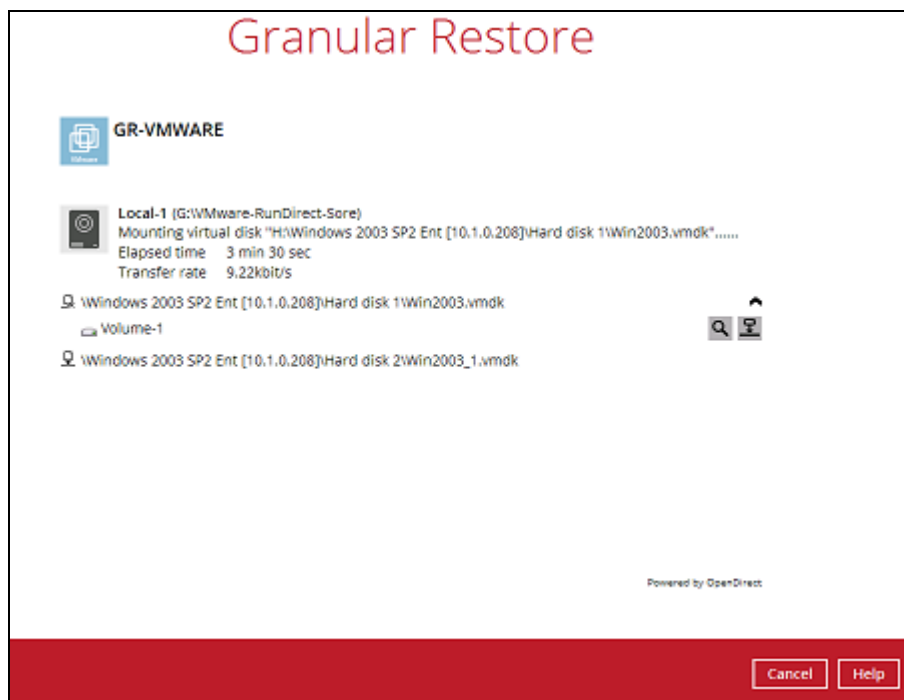 Granular Restore
GR-VMWARE
VMware
Local-1 (G:\VMware-RunDirect-Sore)
Mounting virtual disk "H:\Windows 2003 SP2 Ent [10.1.0.208]\Hard disk 1\Win2003.vmdk"......
Elapsed time 3 min 30 sec
Transfer rate 9.22kbit/s
\Windows 2003 SP2 Ent [10.1.0.208]\Hard disk 1\Win2003.vmdk
Volume-1
\Windows 2003 SP2 Ent [10.1.0.208]\Hard disk 2\Win2003_1.vmdk
Powered by OpenDirect
Cancel Help